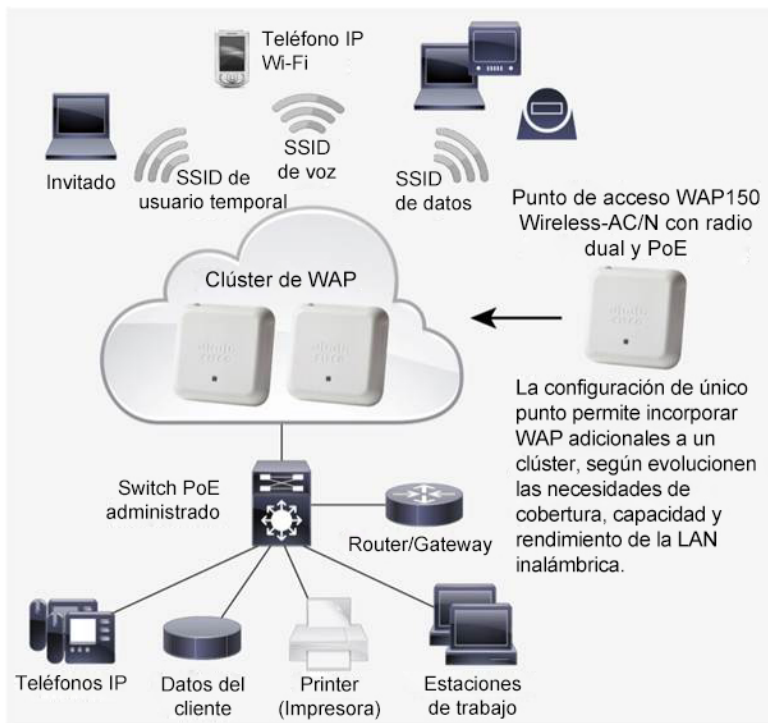 Teléfono IP
Wi-Fi
Invitado
SSID de
usuario temporal
SSID
de voz
SSID
de datos
Punto de acceso WAP150
Wireless-AC/N con radio
dual y PoE
Clúster de WAP
La configuración de único
punto permite incorporar
WAP adicionales a un
clúster, según evolucionen
las necesidades de
cobertura, capacidad y
rendimiento de la LAN
inalámbrica.
Switch PoE
administrado
Router/Gateway
Teléfonos IP
Datos del
cliente
Printer
(Impresora)
Estaciones
de trabajo